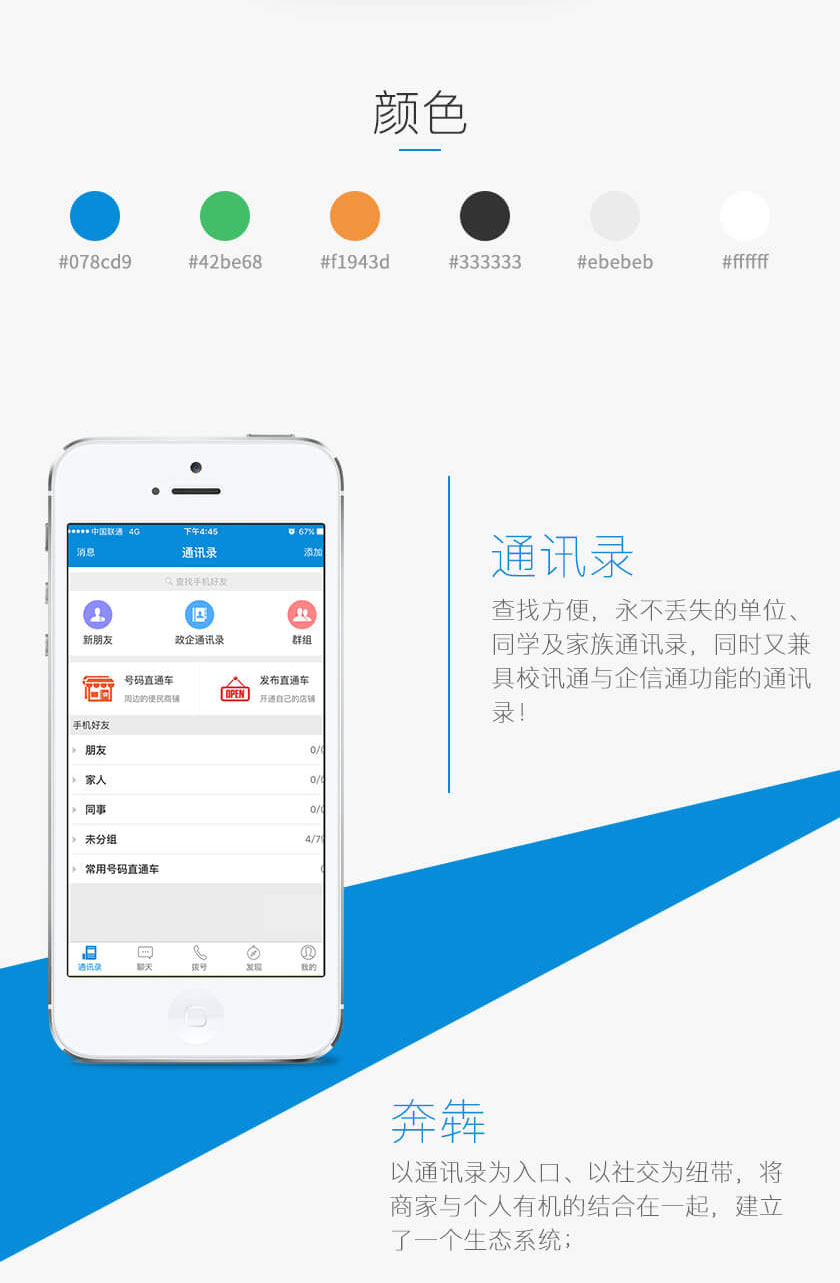 颜色
#078cd9 #42be68 #f1943d #333333 #ebebeb #ffffff
中国联通 4G 下午4:45 67%
消息 通讯录 添加
查找手机好友
新朋友 政企通讯录 群组
号码直通车 发布直通车
周边的便民商铺 OPEN 开通自己的店铺
手机好友
朋友 0/0
家人 0/0
同事 0/0
未分组 4/79
常用号码直通车
通讯录 聊天 拨号 发现 我的
通讯录
查找方便，永不丢失的单位、
同学及家族通讯录，同时又兼
具校讯通与企信通功能的通讯
录！
奔犇
以通讯录为入口、以社交为纽带，将
商家与个人有机的结合在一起，建立
了一个生态系统；